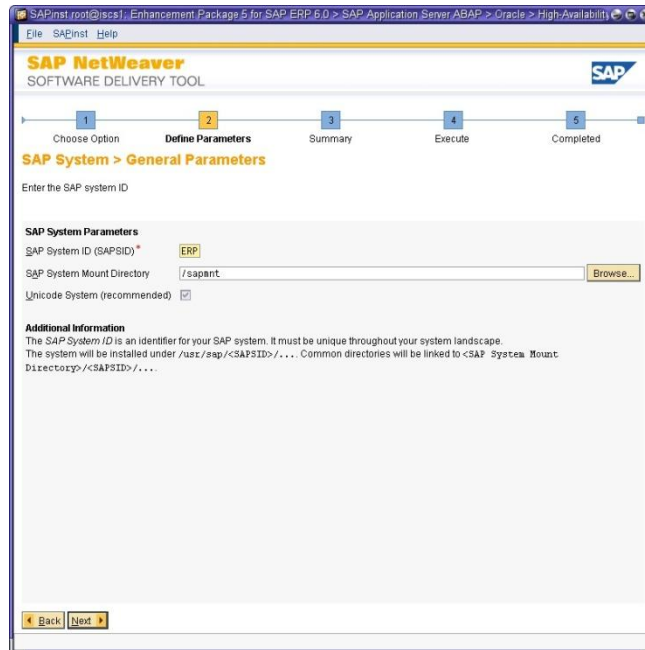 SAPinst root@iscs1: Enhancement Package 5 for SAP ERP 6.0 > SAP Application Server ABAP > Oracle > High-Availability
File SAPinst Help
SAP NetWeaver
SOFTWARE DELIVERY TOOL
SAP
1 2 3 4 5
Choose Option Define Parameters Summary Execute Completed
SAP System > General Parameters
Enter the SAP system ID
SAP System Parameters
SAP System ID (SAPSID) * ERP
SAP System Mount Directory /sapmnt Browse...
Unicode System (recommended)
Additional Information
The SAP System ID is an identifier for your SAP system. It must be unique throughout your system landscape.
The system will be installed under /usr/sap/<SAPSID>/.... Common directories will be linked to <SAP System Mount
Directory>/<SAPSID>/....
Back Next